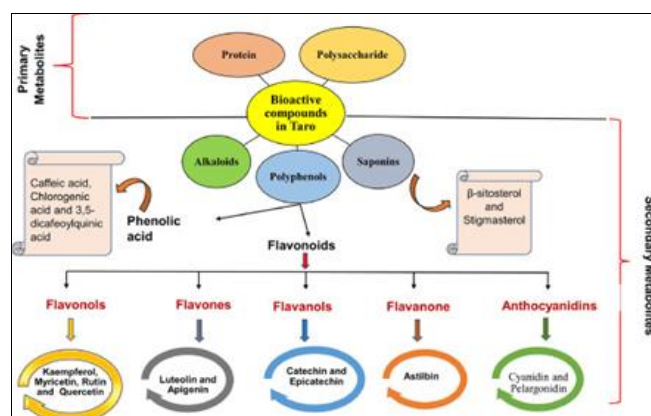 Primary
Metabolites
Protein
Polysaccharide
Bioactive
compounds
in Taro
Alkaloids
Polyphenols
Saponins
Caffeic acid,
Chlorogenic
acid and 3,5-
dicafeoylquinic
acid
Phenolic
acid
β-sitosterol
and
Stigmasterol
Flavonoids
Secondary Metabolites
Flavonols
Flavones
Flavanols
Flavanone
Anthocyanidins
Kaempferol,
Myricetin, Rutin
and Quercetin
Luteolin and
Apigenin
Catechin and
Epicatechin
Astilbin
Cyanidin and
Pelargonidin